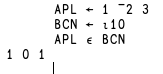 APL ← 1 ¯2 3
BCN ← ⍳10
APL ∊ BCN
1 0 1